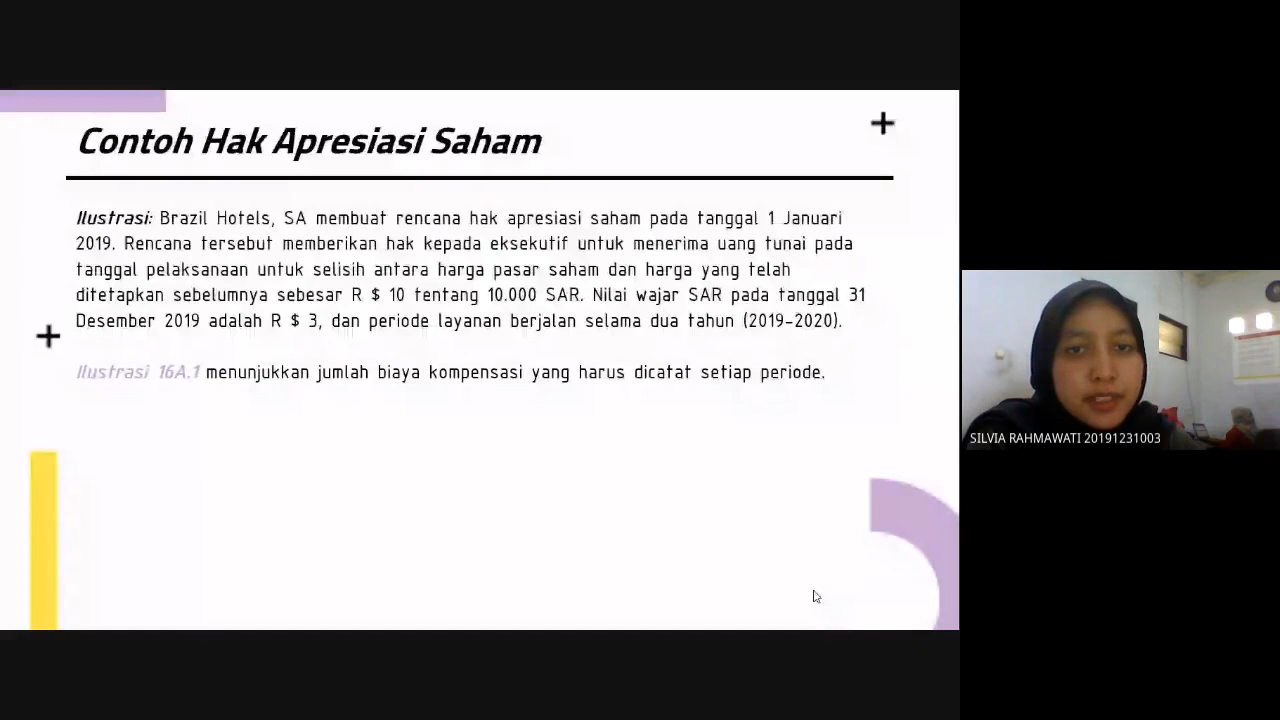 Contoh Hak Apresiasi Saham
Ilustrasi: Brazil Hotels, SA membuat rencana hak apresiasi saham pada tanggal 1 Januari
2019. Rencana tersebut memberikan hak kepada eksekutif untuk menerima uang tunai pada
tanggal pelaksanaan untuk selisih antara harga pasar saham dan harga yang telah
ditetapkan sebelumnya sebesar R $ 10 tentang 10.000 SAR. Nilai wajar SAR pada tanggal 31
Desember 2019 adalah R $ 3, dan periode layanan berjalan selama dua tahun (2019-2020).
Ilustrasi 16A.1 menunjukkan jumlah biaya kompensasi yang harus dicatat setiap periode.
SILVIA RAHMAWATI 20191231003